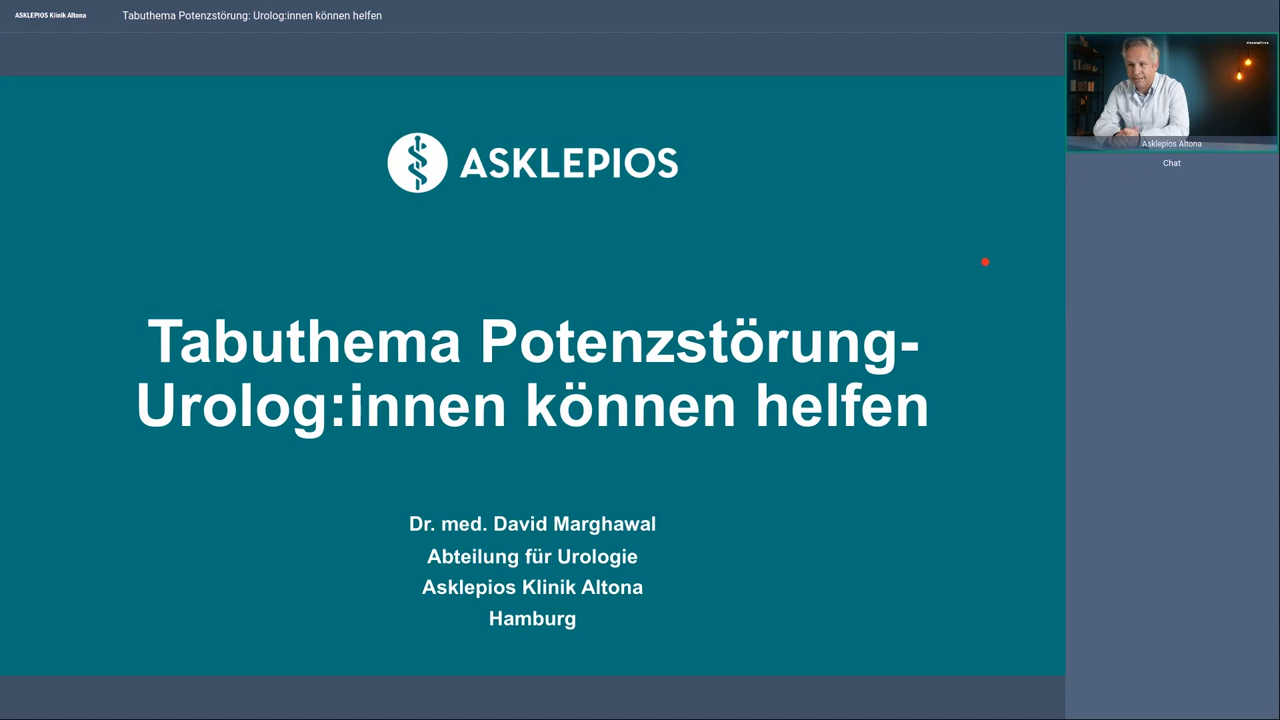 ASKLEPIOS Klinik Altona
Tabuthema Potenzstörung: Urolog:innen können helfen
ASKLEPIOS
Tabuthema Potenzstörung-
Urolog:innen können helfen
Dr. med. David Marghawal
Abteilung für Urologie
Asklepios Klinik Altona
Hamburg
Asklepios Altona
Chat